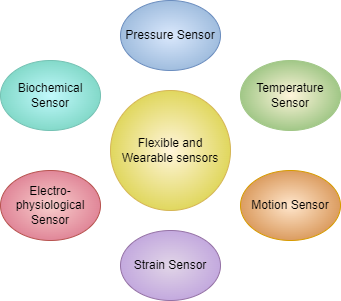 Pressure Sensor
Biochemical
Sensor
Temperature
Sensor
Flexible and
Wearable sensors
Electro-
physiological
Sensor
Motion Sensor
Strain Sensor